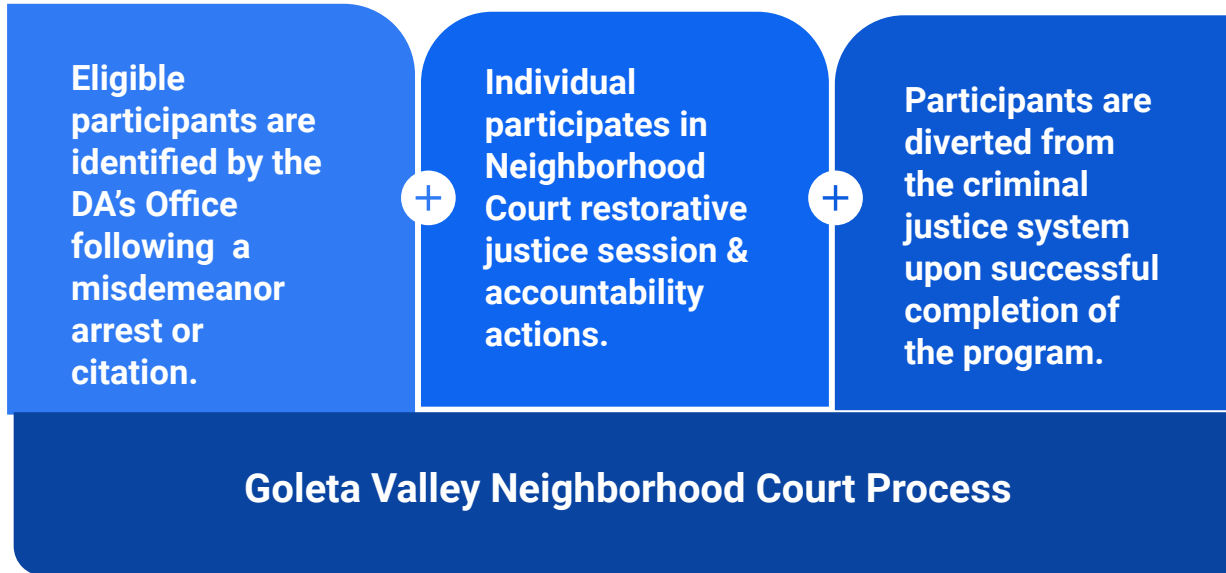 Eligible
participants are
identified by the
DA’s Office
following  a
misdemeanor
arrest or
citation.
Individual
participates in
Neighborhood
Court restorative
justice session &
accountability
actions.
Participants are
diverted from
the criminal
justice system
upon successful
completion of
the program.
Goleta Valley Neighborhood Court Process